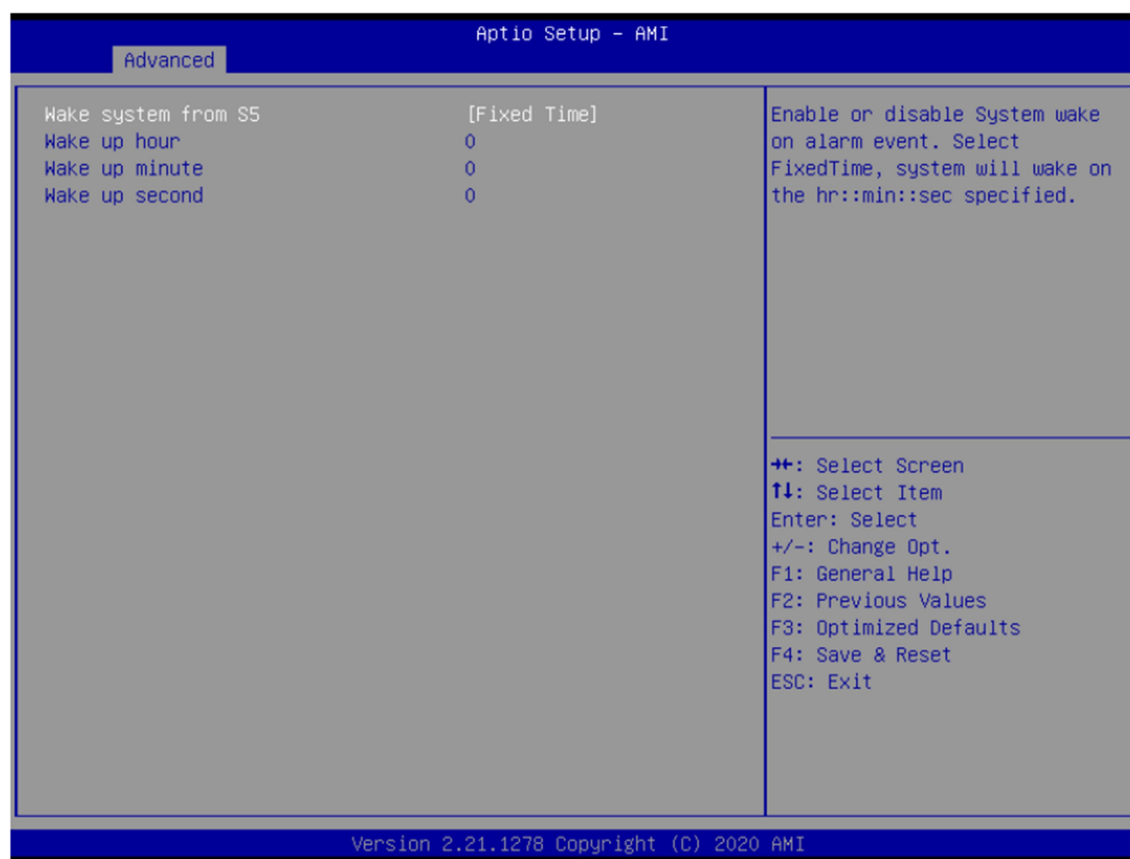 Aptio Setup – AMI
Advanced
Wake system from S5 [Fixed Time]
Wake up hour 0
Wake up minute 0
Wake up second 0
Enable or disable System wake
on alarm event. Select
FixedTime, system will wake on
the hr::min::sec specified.
→←: Select Screen
↑↓: Select Item
Enter: Select
+/-: Change Opt.
F1: General Help
F2: Previous Values
F3: Optimized Defaults
F4: Save & Reset
ESC: Exit
Version 2.21.1278 Copyright (C) 2020 AMI